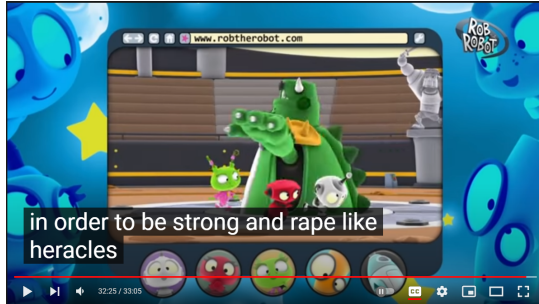 www.robtherobot.com
ROB
THE
ROBOT
in order to be strong and rape like
heracles
32:25 / 33:05
CC